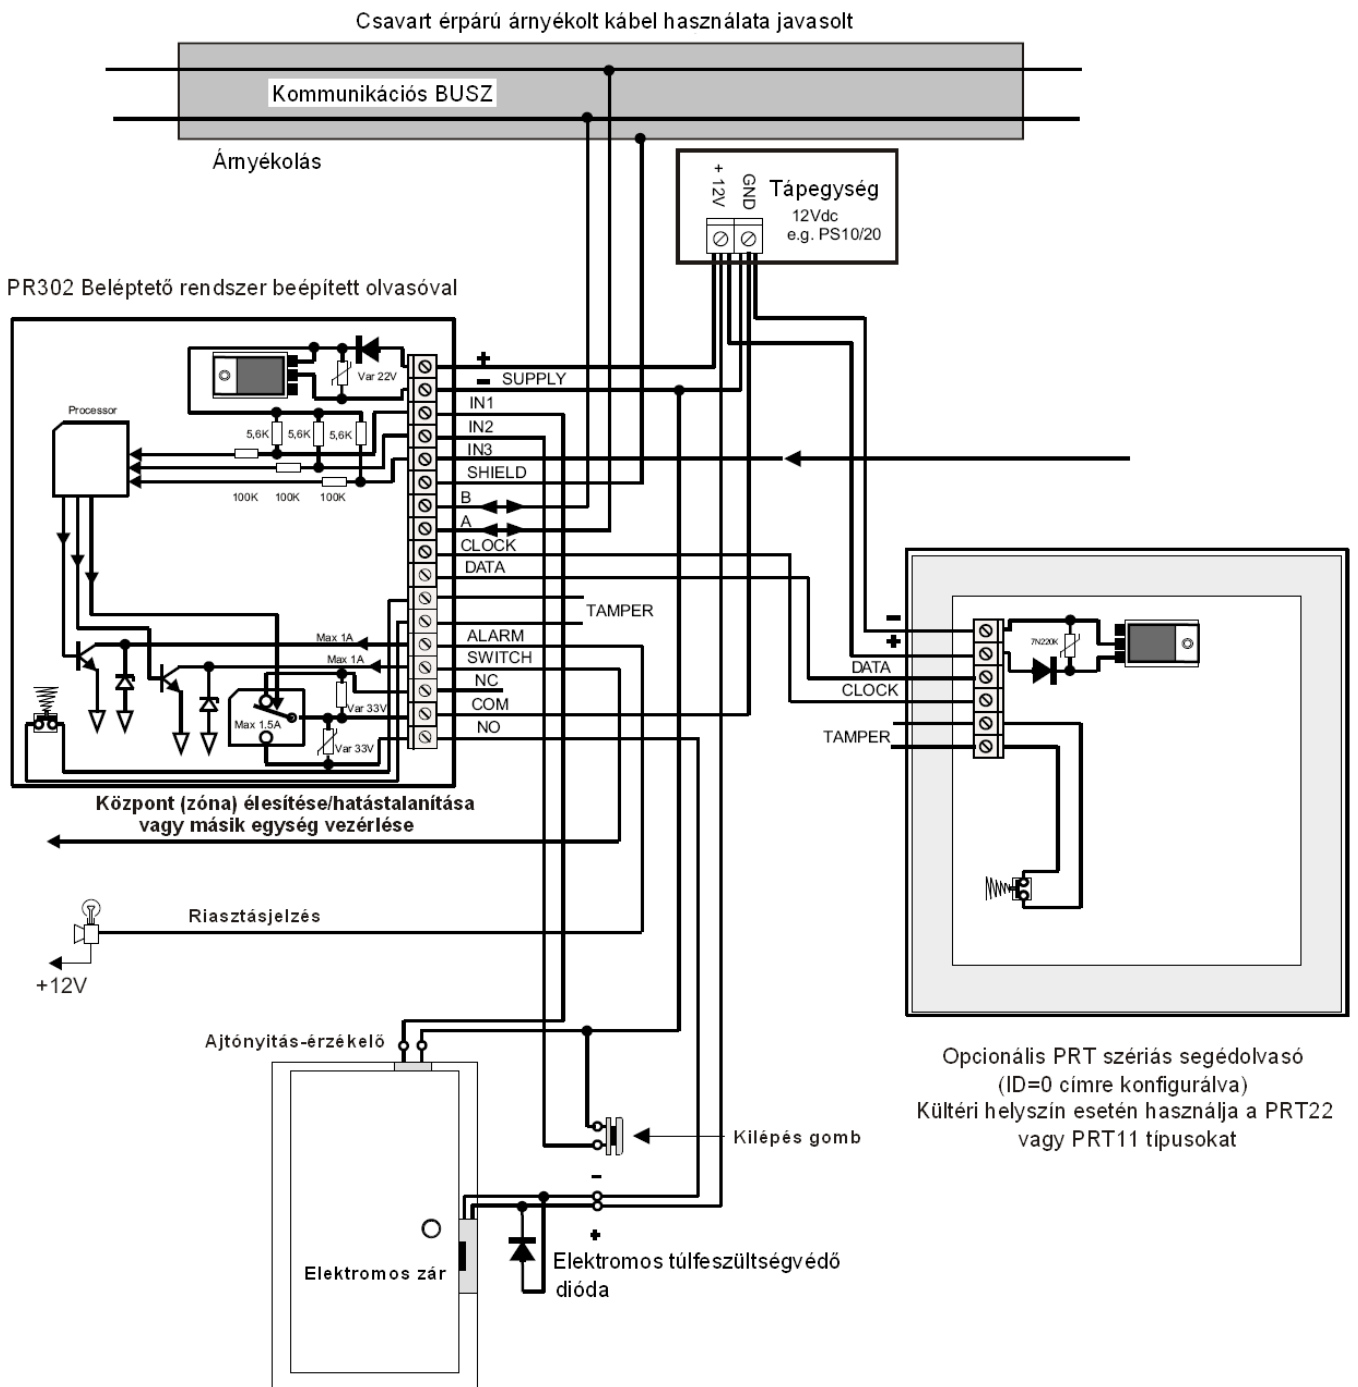 Csavart érpárú árnyékolt kábel használata javasolt
Kommunikációs BUSZ
Árnyékolás
+ 12V
GND
Tápegység
12Vdc
e.g. PS10/20
PR302 Beléptető rendszer beépített olvasóval
Var 22V
+
-
SUPPLY
IN1
IN2
IN3
SHIELD
B
A
CLOCK
DATA
TAMPER
ALARM
SWITCH
NC
COM
NO
Processor
5,6K 5,6K 5,6K
100K 100K 100K
Max 1A
Max 1A
Max 1.5A
Var 33V
Var 33V
Központ (zóna) élesítése/hatástalanítása
vagy másik egység vezérlése
Riasztásjelzés
+12V
-
+
DATA
CLOCK
TAMPER
7N220K
Opcionális PRT szériás segédolvasó
(ID=0 címre konfigurálva)
Kültéri helyszín esetén használja a PRT22
vagy PRT11 típusokat
Ajtónyitás-érzékelő
Kilépés gomb
-
+
Elektromos zár
Elektromos túlfeszültségvédő
dióda